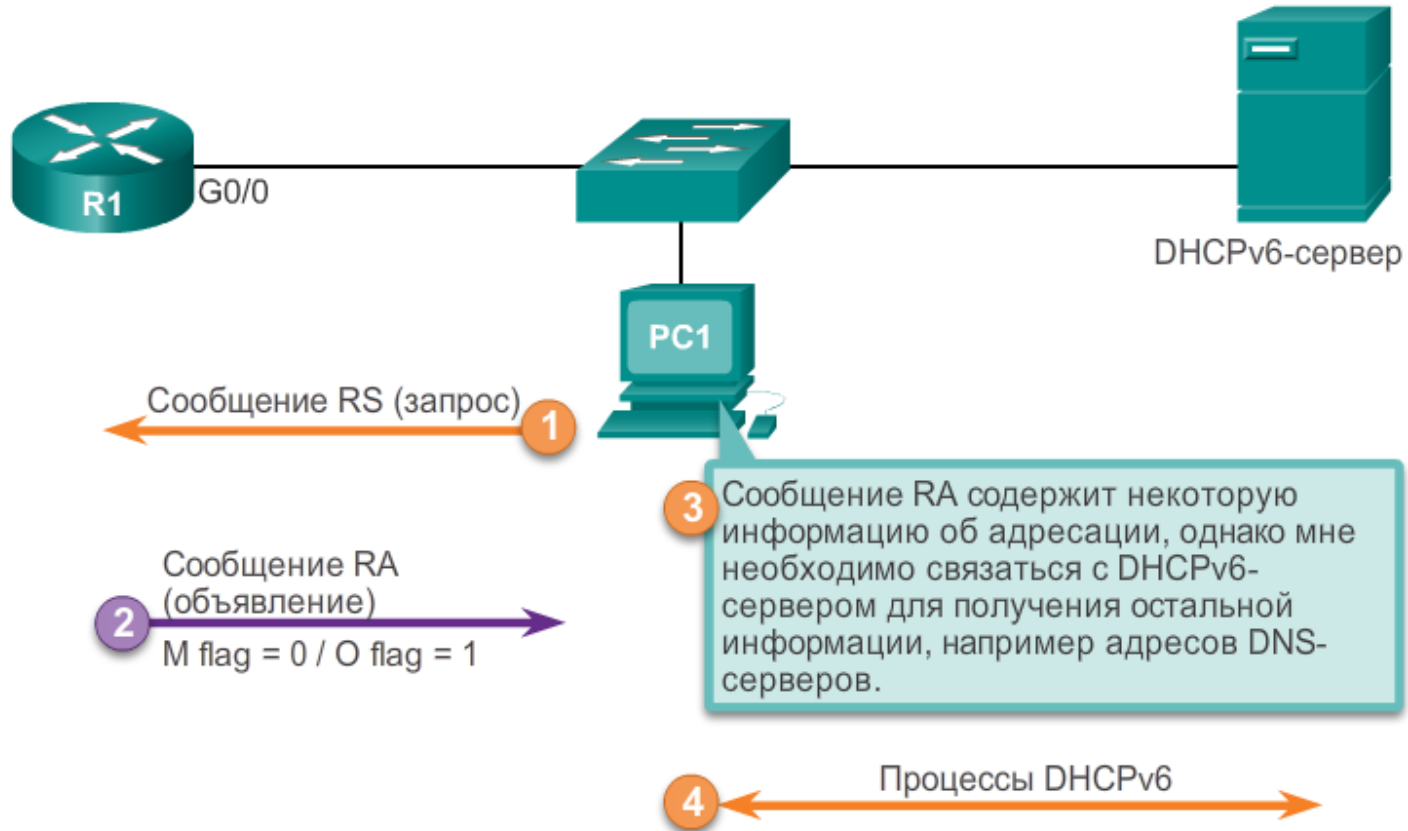 R1
G0/0
DHCPv6-сервер
PC1
Сообщение RS (запрос)
1
3
Сообщение RA содержит некоторую
информацию об адресации, однако мне
необходимо связаться с DHCPv6-
сервером для получения остальной
информации, например адресов DNS-
серверов.
Сообщение RA
(объявление)
2
M flag = 0 / O flag = 1
Процессы DHCPv6
4